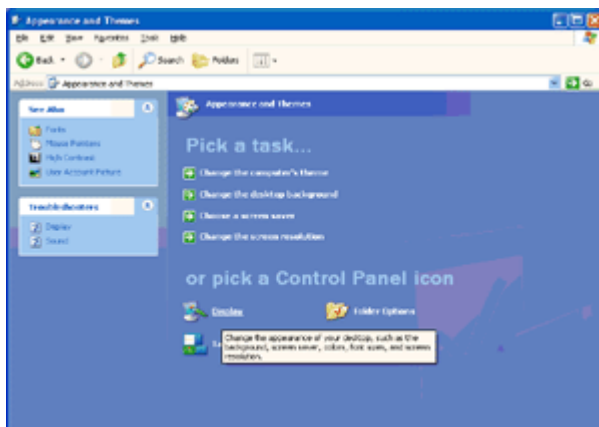 Appearance and Themes
File Edit View Favorites Tools Help
Back Search Folders
Address Appearance and Themes Go
See Also
Fonts
Mouse Pointers
High Contrast
User Account Picture
Troubleshooters
Display
Sound
Appearance and Themes
Pick a task...
Change the computer's theme
Change the desktop background
Choose a screen saver
Change the screen resolution
or pick a Control Panel icon
Display Folder Options
Change the appearance of your desktop, such as the
background, screen saver, colors, font sizes, and screen
resolution.